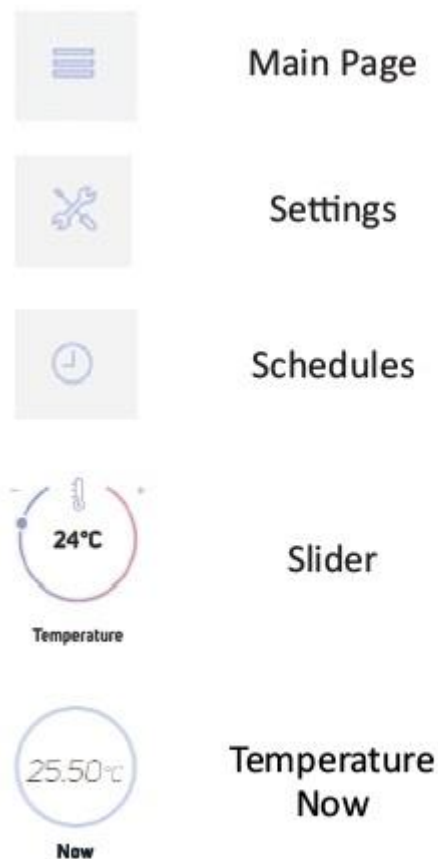 Main Page
Settings
Schedules
- +
24°C
Slider
Temperature
25.50°C
Temperature
Now
Now